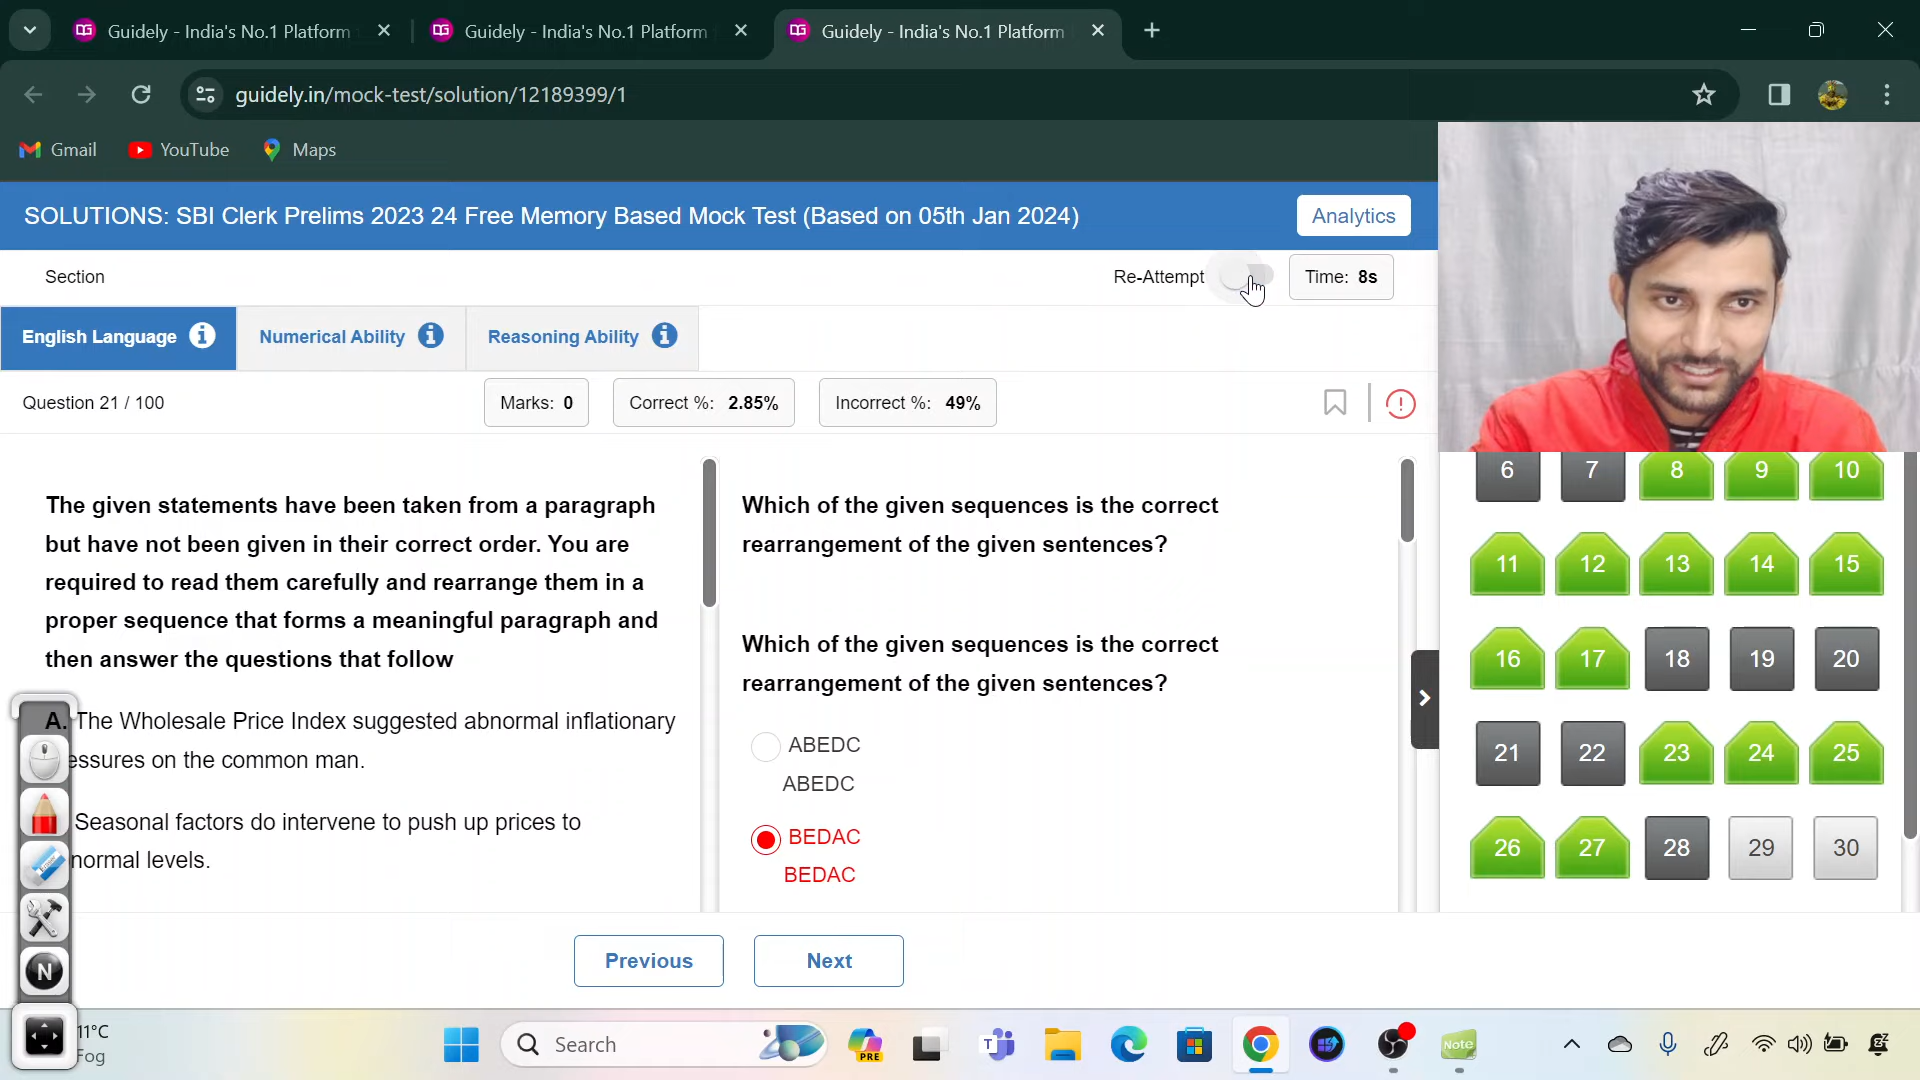 Guidely - India's No.1 Platform
Guidely - India's No.1 Platform
Guidely - India's No.1 Platform
guidely.in/mock-test/solution/12189399/1
Gmail
YouTube
Maps
SOLUTIONS: SBI Clerk Prelims 2023 24 Free Memory Based Mock Test (Based on 05th Jan 2024)
Analytics
Section
Re-Attempt
Time: 8s
English Language
Numerical Ability
Reasoning Ability
Question 21 / 100
Marks: 0
Correct %: 2.85%
Incorrect %: 49%
The given statements have been taken from a paragraph
but have not been given in their correct order. You are
required to read them carefully and rearrange them in a
proper sequence that forms a meaningful paragraph and
then answer the questions that follow
A. The Wholesale Price Index suggested abnormal inflationary
essures on the common man.
Seasonal factors do intervene to push up prices to
normal levels.
Which of the given sequences is the correct
rearrangement of the given sentences?
Which of the given sequences is the correct
rearrangement of the given sentences?
ABEDC
ABEDC
BEDAC
BEDAC
6 7 8 9 10
11 12 13 14 15
16 17 18 19 20
21 22 23 24 25
26 27 28 29 30
Previous
Next
N
11°C
Fog
Search
PRE
Note